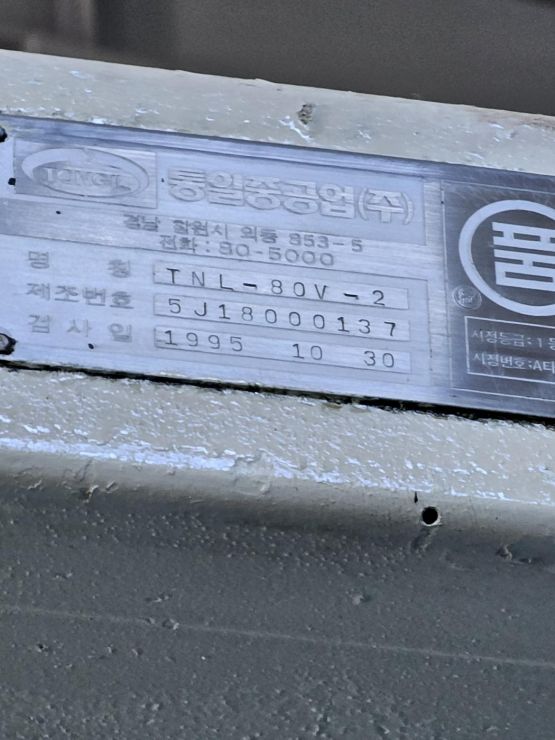 TONGIL
통일중공업(주)
경남 창원시 외동 853-5
전화 : 80-5000
명 칭 TNL-80V-2
제조번호 5J18000137
검사일 1995 10 30
품